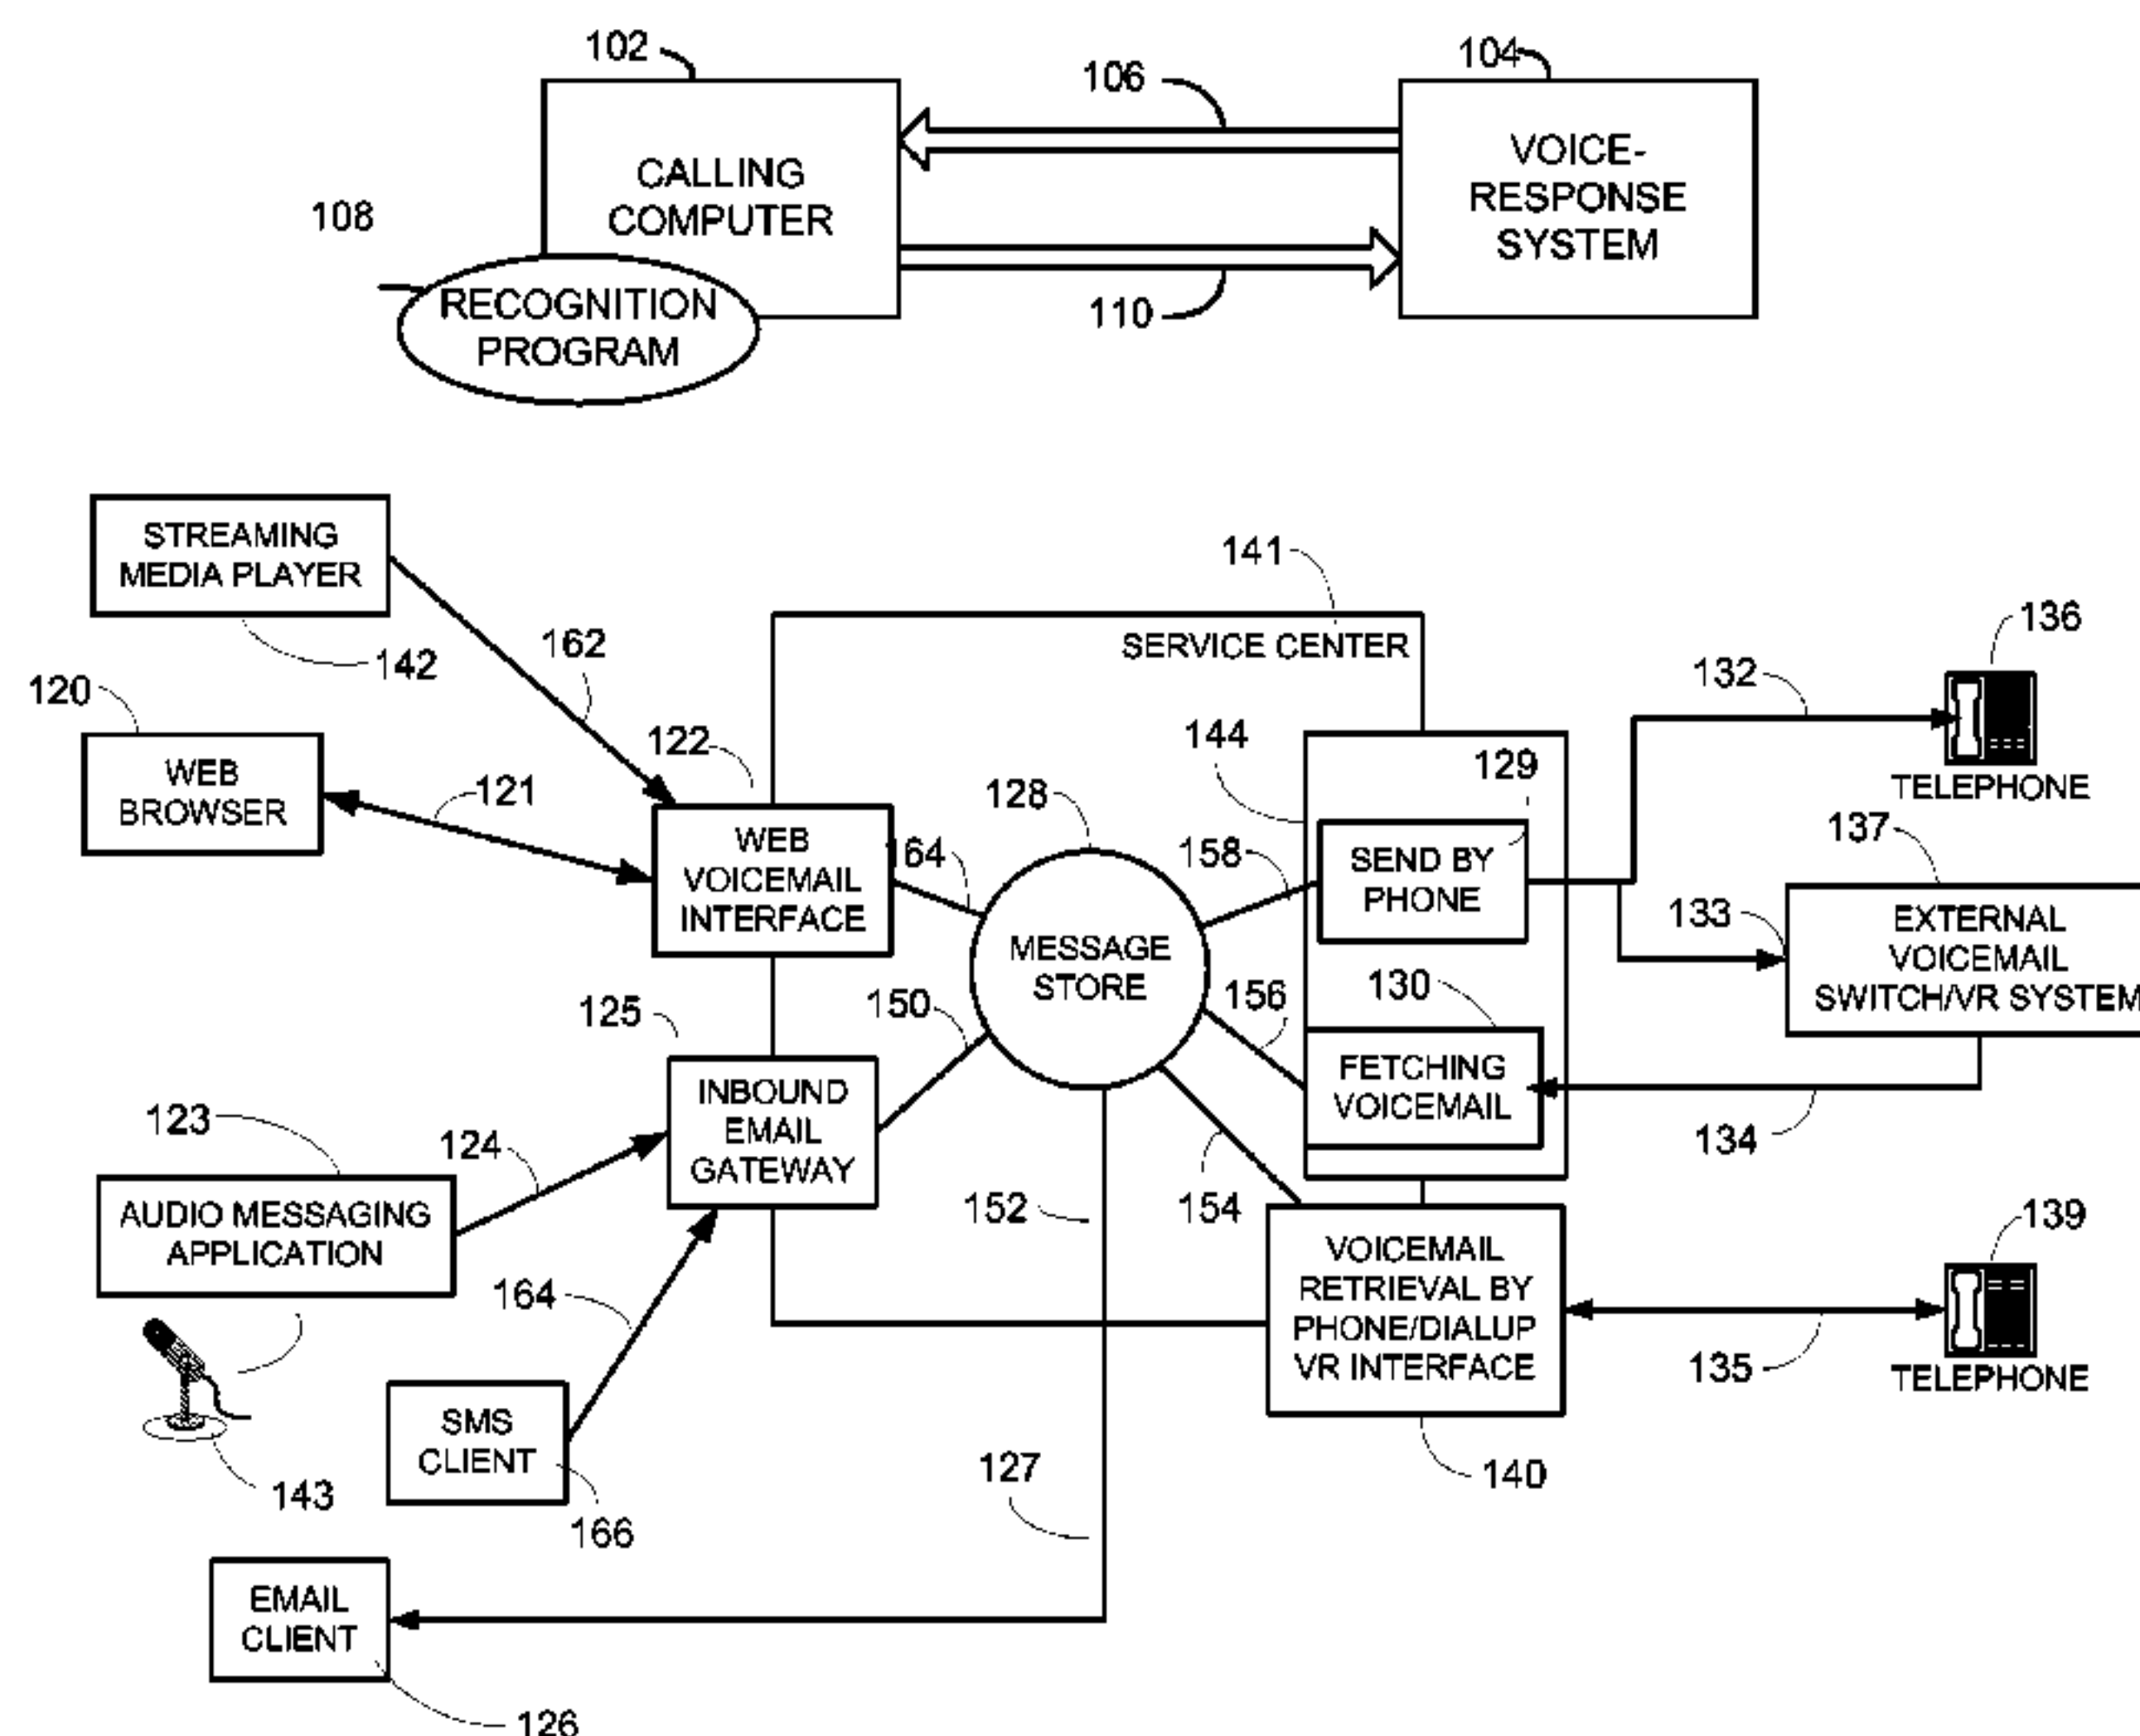 102
106
104
CALLING
COMPUTER
VOICE-
RESPONSE
SYSTEM
108
RECOGNITION
PROGRAM
110
STREAMING
MEDIA PLAYER
142
162
141
SERVICE CENTER
136
TELEPHONE
132
120
WEB
BROWSER
121
122
WEB
VOICEMAIL
INTERFACE
164
128
MESSAGE
STORE
144
129
158
SEND BY
PHONE
137
133
EXTERNAL
VOICEMAIL
SWITCH/VR SYSTEM
125
150
156
130
FETCHING
VOICEMAIL
134
INBOUND
EMAIL
GATEWAY
123
124
AUDIO MESSAGING
APPLICATION
152
154
VOICEMAIL
RETRIEVAL BY
PHONE/DIALUP
VR INTERFACE
139
135
TELEPHONE
164
143
SMS
CLIENT
166
127
140
EMAIL
CLIENT
126